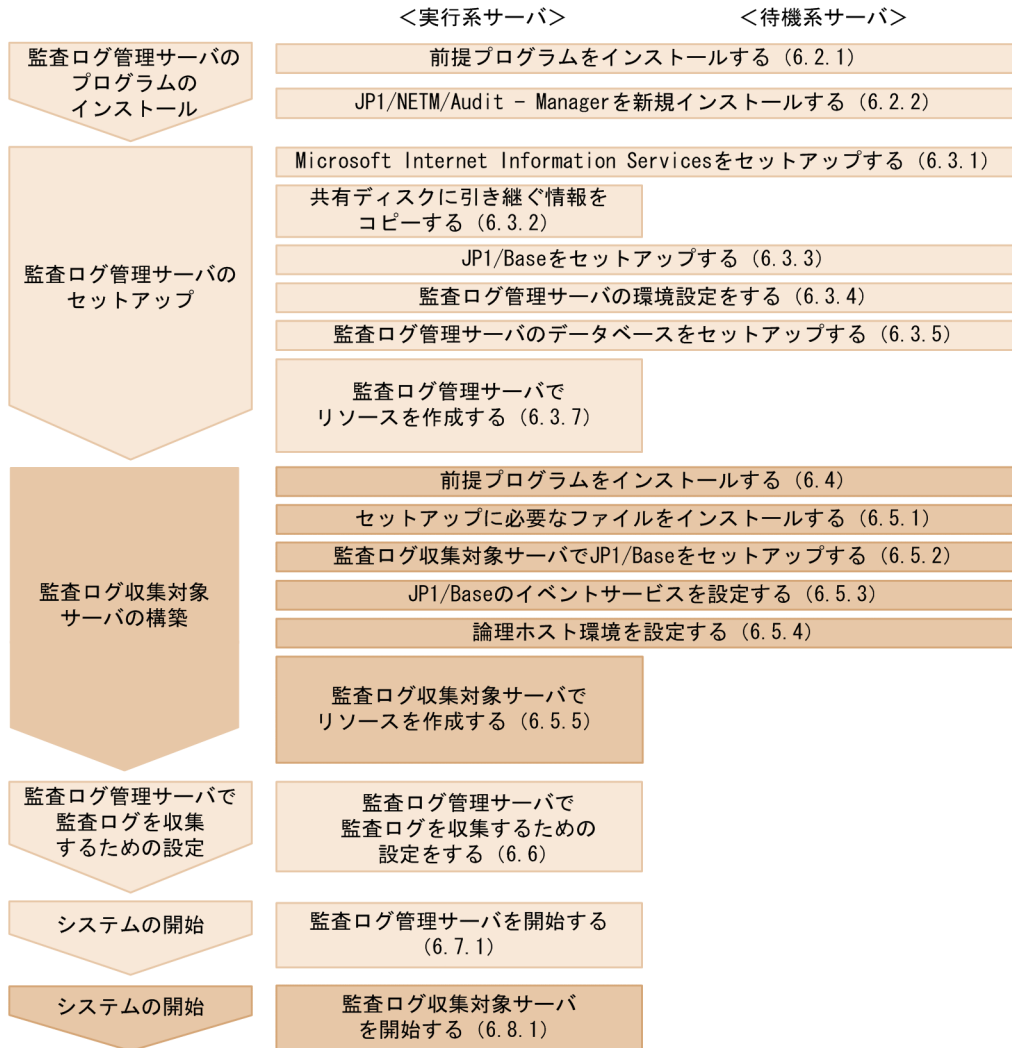 ＜実行系サーバ＞ ＜待機系サーバ＞
監査ログ管理サーバの
プログラムの
インストール
前提プログラムをインストールする（6.2.1）
JP1/NETM/Audit － Managerを新規インストールする（6.2.2）
監査ログ管理サーバの
セットアップ
Microsoft Internet Information Servicesをセットアップする（6.3.1）
共有ディスクに引き継ぐ情報を
コピーする（6.3.2）
JP1/Baseをセットアップする（6.3.3）
監査ログ管理サーバの環境設定をする（6.3.4）
監査ログ管理サーバのデータベースをセットアップする（6.3.5）
監査ログ管理サーバで
リソースを作成する（6.3.7）
監査ログ収集対象
サーバの構築
前提プログラムをインストールする（6.4）
セットアップに必要なファイルをインストールする（6.5.1）
監査ログ収集対象サーバでJP1/Baseをセットアップする（6.5.2）
JP1/Baseのイベントサービスを設定する（6.5.3）
論理ホスト環境を設定する（6.5.4）
監査ログ収集対象サーバで
リソースを作成する（6.5.5）
監査ログ管理サーバで
監査ログを収集
するための設定
監査ログ管理サーバで
監査ログを収集するための
設定をする（6.6）
システムの開始
監査ログ管理サーバを開始する
（6.7.1）
システムの開始
監査ログ収集対象サーバ
を開始する（6.8.1）